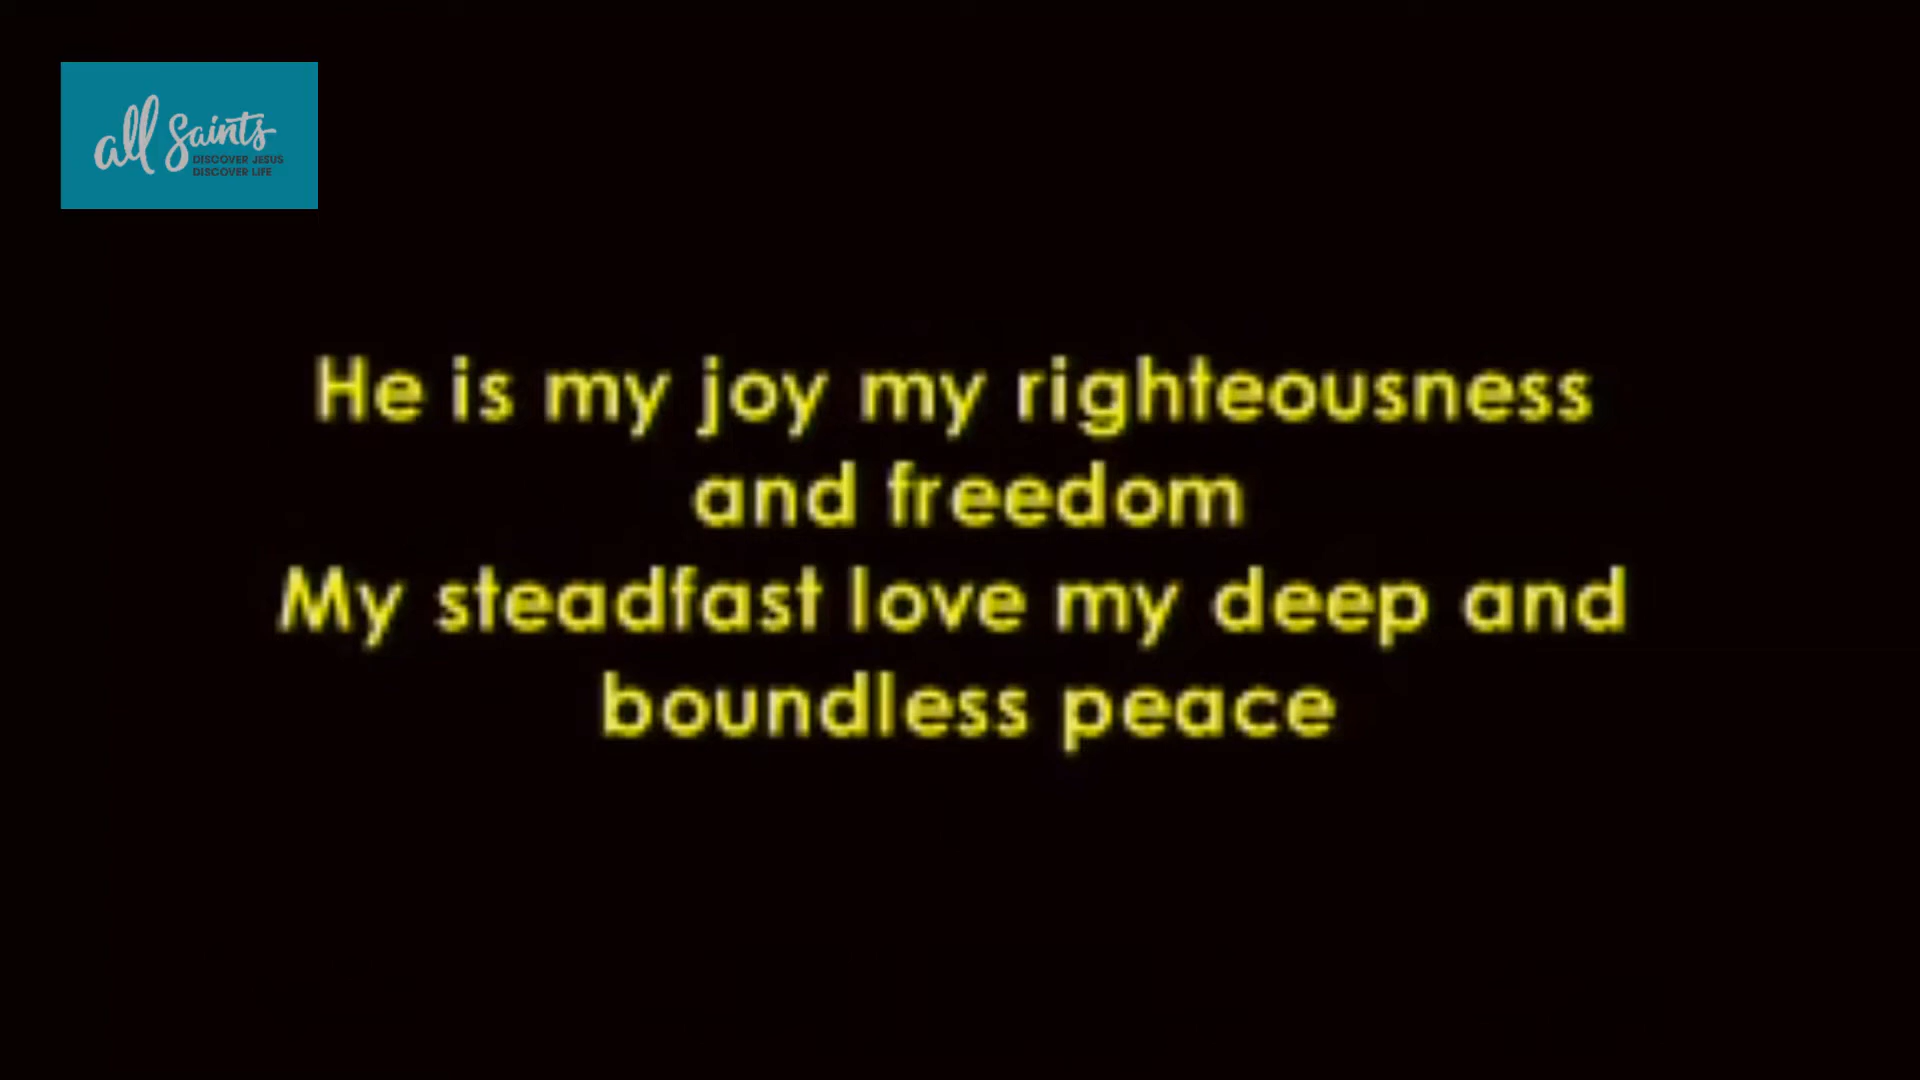 all Saints
DISCOVER JESUS
DISCOVER LIFE
He is my joy my righteousness
and freedom
My steadfast love my deep and
boundless peace